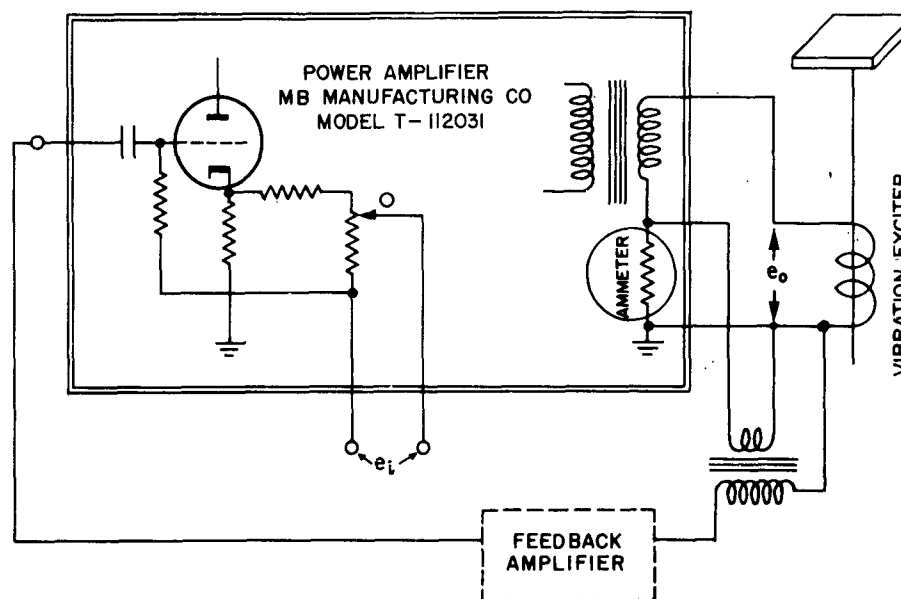 POWER AMPLIFIER
MB MANUFACTURING CO
MODEL T-112031
AMMETER
e₀
VIBRATION EXCITER
eᵢ
FEEDBACK
AMPLIFIER